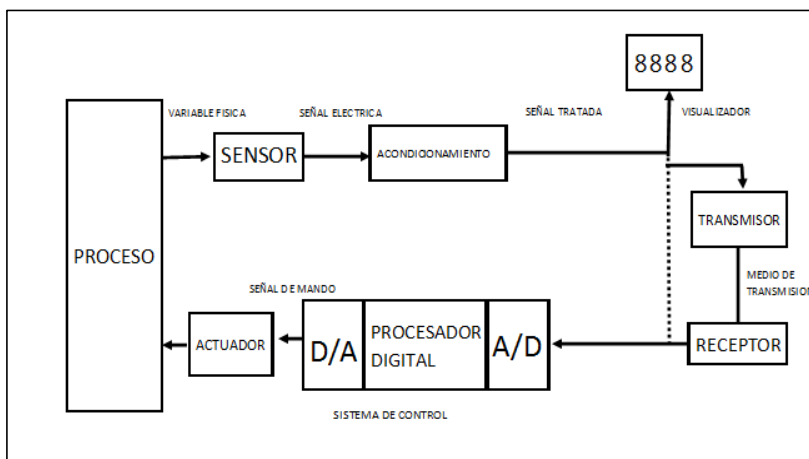 8888
VARIABLE FISICA
SEÑAL ELECTRICA
SEÑAL TRATADA
VISUALIZADOR
SENSOR
ACONDICIONAMIENTO
TRANSMISOR
PROCESO
MEDIO DE
TRANSMISION
SEÑAL DE MANDO
ACTUADOR
D/A
PROCESADOR
DIGITAL
A/D
RECEPTOR
SISTEMA DE CONTROL